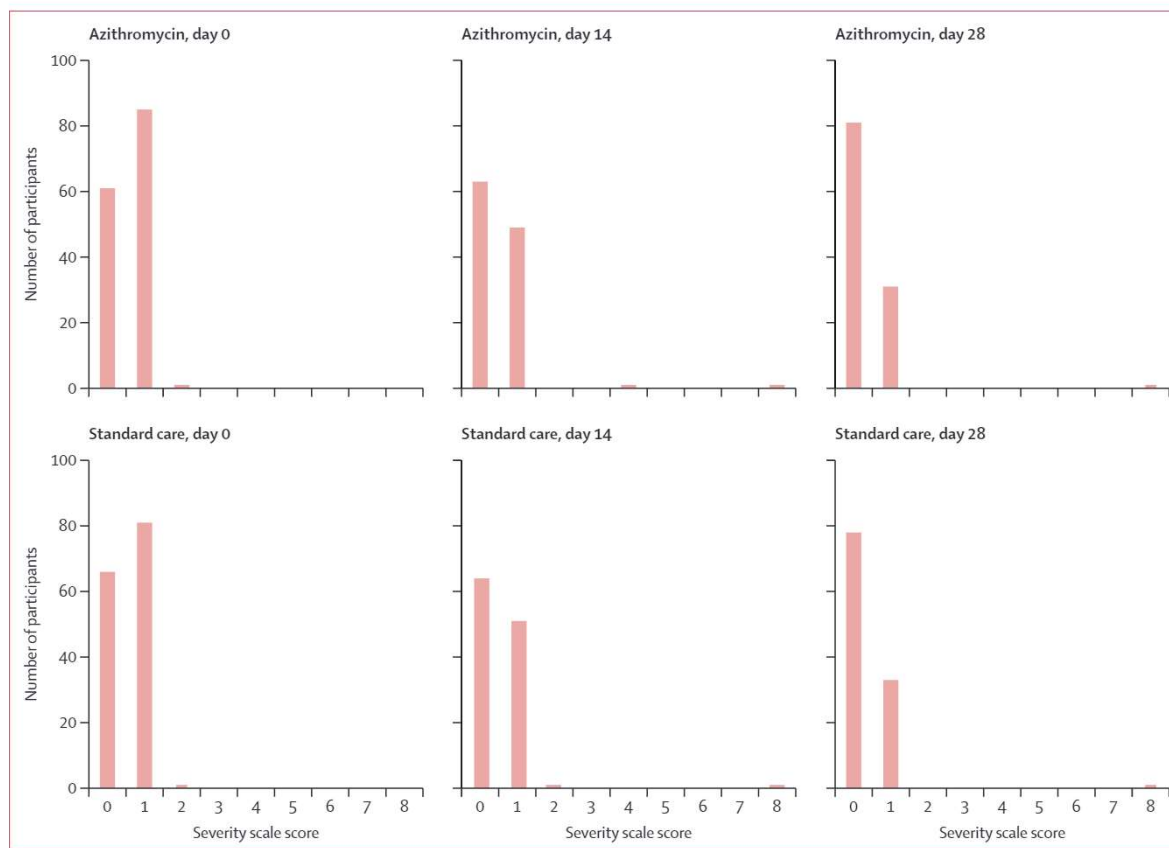 Azithromycin, day 0
Azithromycin, day 14
Azithromycin, day 28
Number of participants
100
80
60
40
20
0
Standard care, day 0
Standard care, day 14
Standard care, day 28
Number of participants
100
80
60
40
20
0
0 1 2 3 4 5 6 7 8
0 1 2 3 4 5 6 7 8
0 1 2 3 4 5 6 7 8
Severity scale score
Severity scale score
Severity scale score